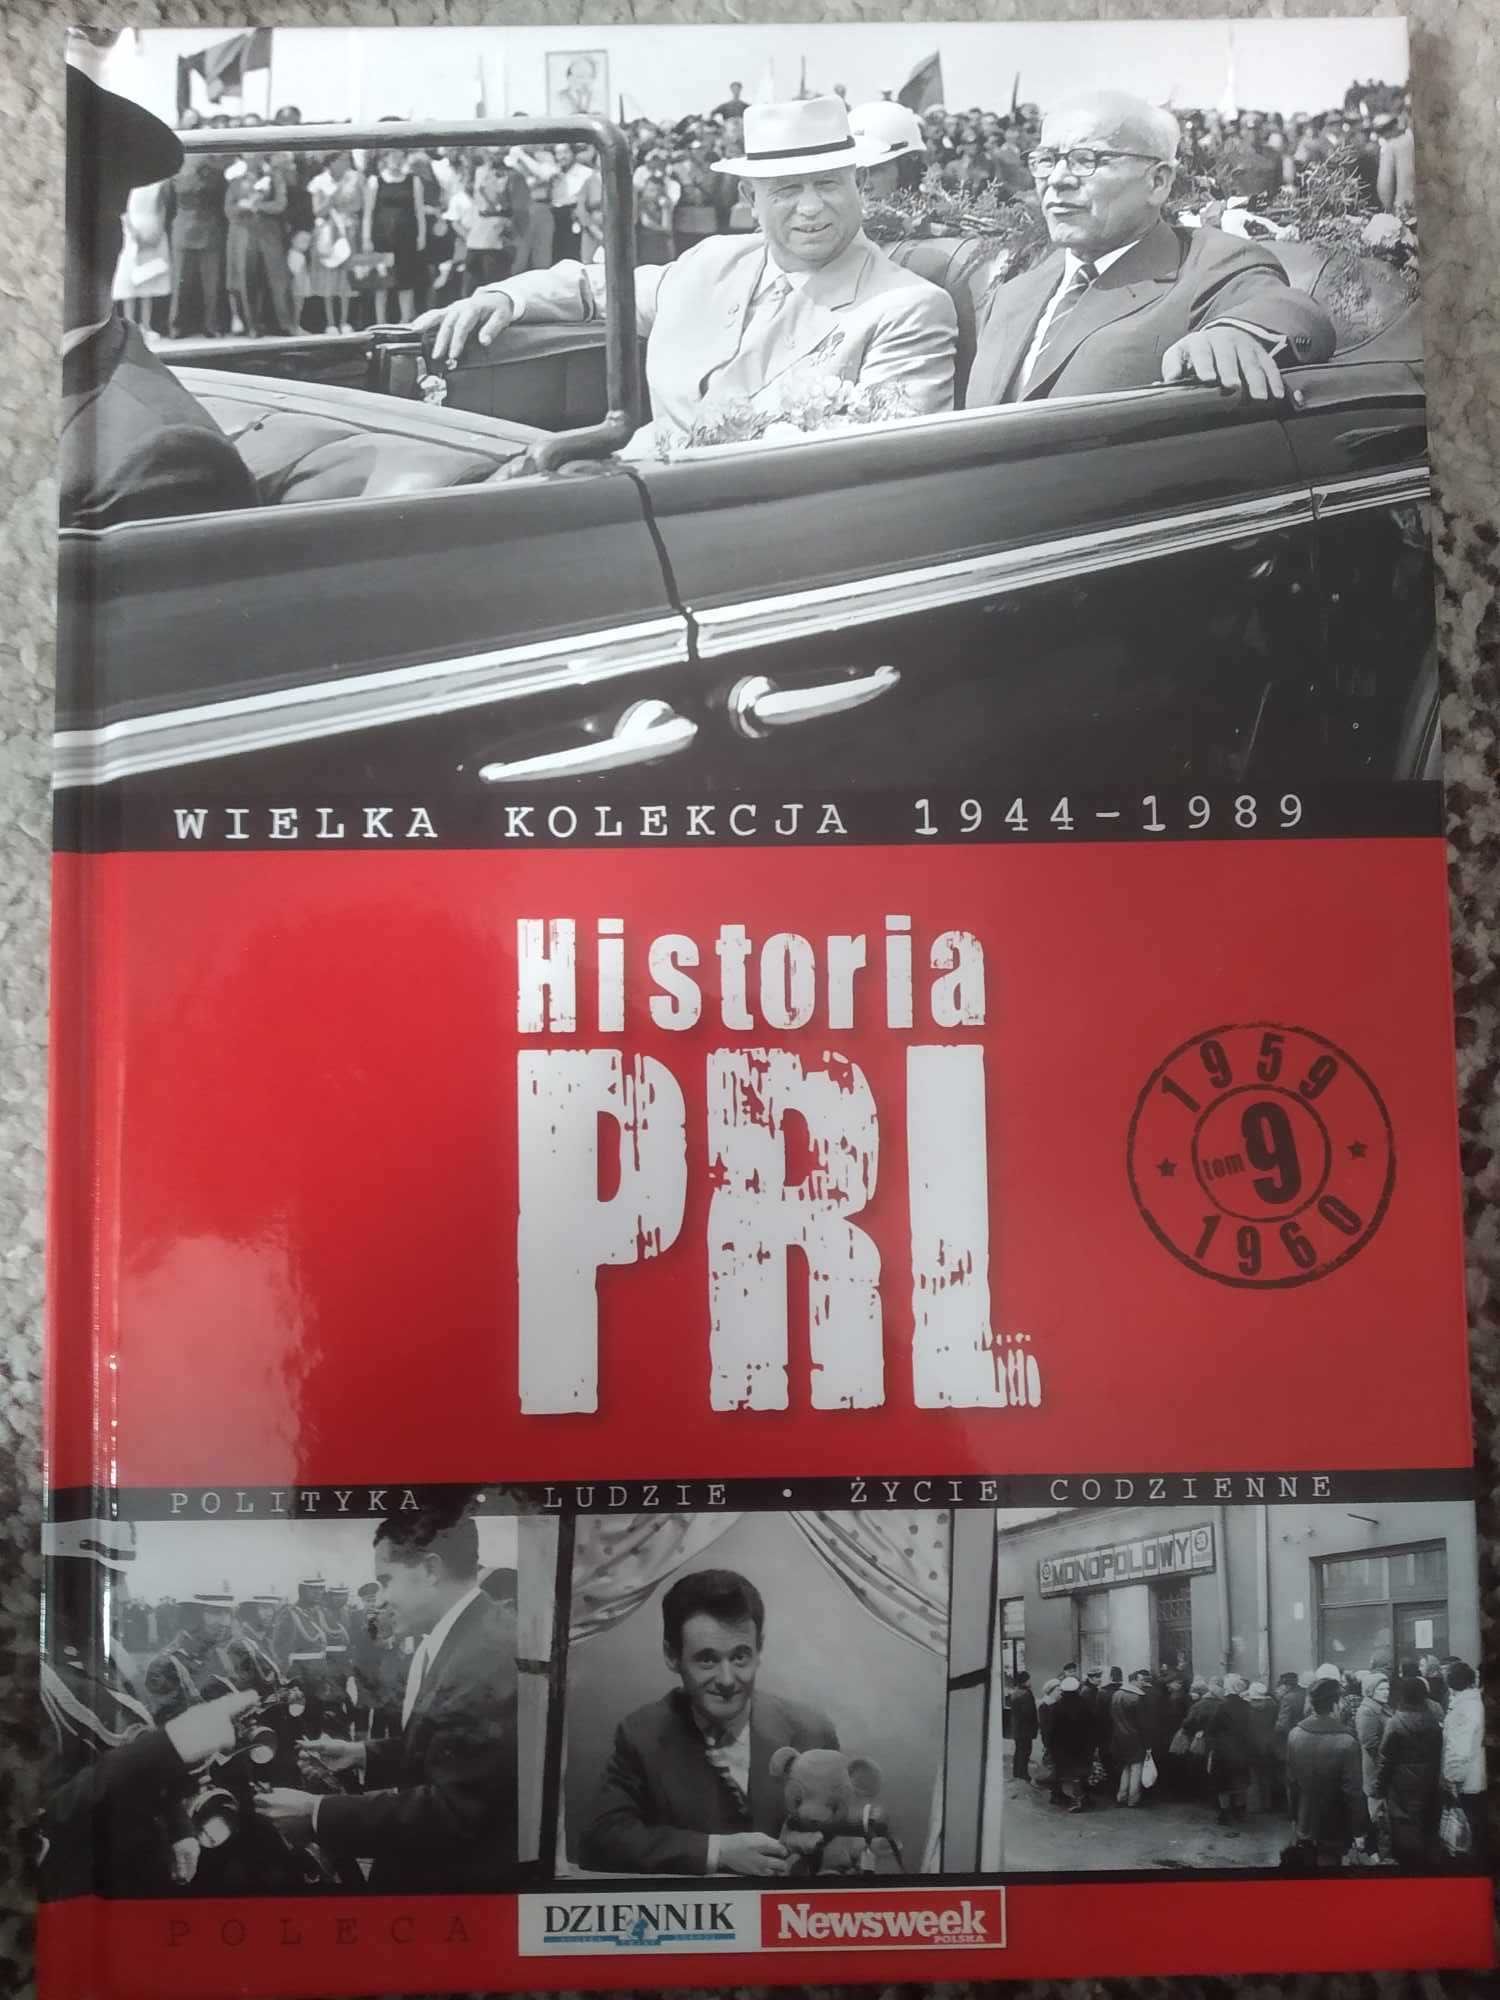 WIELKA KOLEKCJA 1944-1989
Historia
PRL
1959
tom 9
1960
POLITYKA • LUDZIE • ŻYCIE CODZIENNE
MONOPOLOWY
POLECA
DZIENNIK
Newsweek
POLSKA